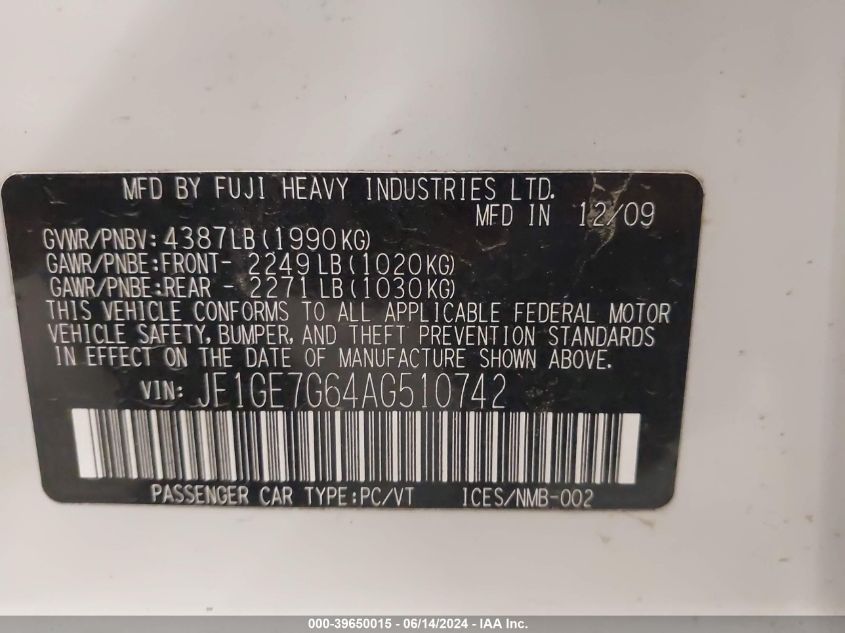 MFD BY FUJI HEAVY INDUSTRIES LTD.
MFD IN 12/09
GVWR/PNBV: 4387LB(1990KG)
GAWR/PNBE:FRONT- 2249LB(1020KG)
GAWR/PNBE:REAR - 2271LB(1030KG)
THIS VEHICLE CONFORMS TO ALL APPLICABLE FEDERAL MOTOR
VEHICLE SAFETY, BUMPER, AND THEFT PREVENTION STANDARDS
IN EFFECT ON THE DATE OF MANUFACTURE SHOWN ABOVE.
VIN: JF1GE7G64AG510742
PASSENGER CAR TYPE:PC/VT ICES/NMB-002
000-39650015 - 06/14/2024 - IAA Inc.